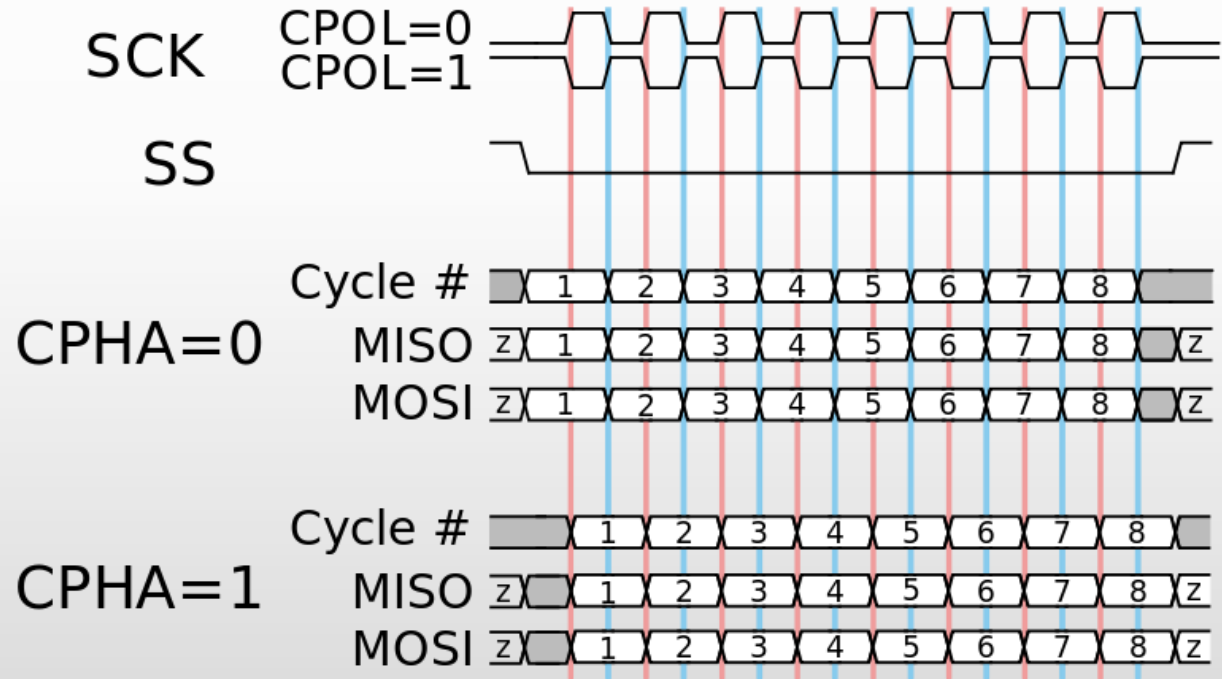 SCK CPOL=0
CPOL=1
SS
Cycle # 1 2 3 4 5 6 7 8
CPHA=0 MISO z 1 2 3 4 5 6 7 8 z
MOSI z 1 2 3 4 5 6 7 8 z
Cycle # 1 2 3 4 5 6 7 8
CPHA=1 MISO z 1 2 3 4 5 6 7 8 z
MOSI z 1 2 3 4 5 6 7 8 z